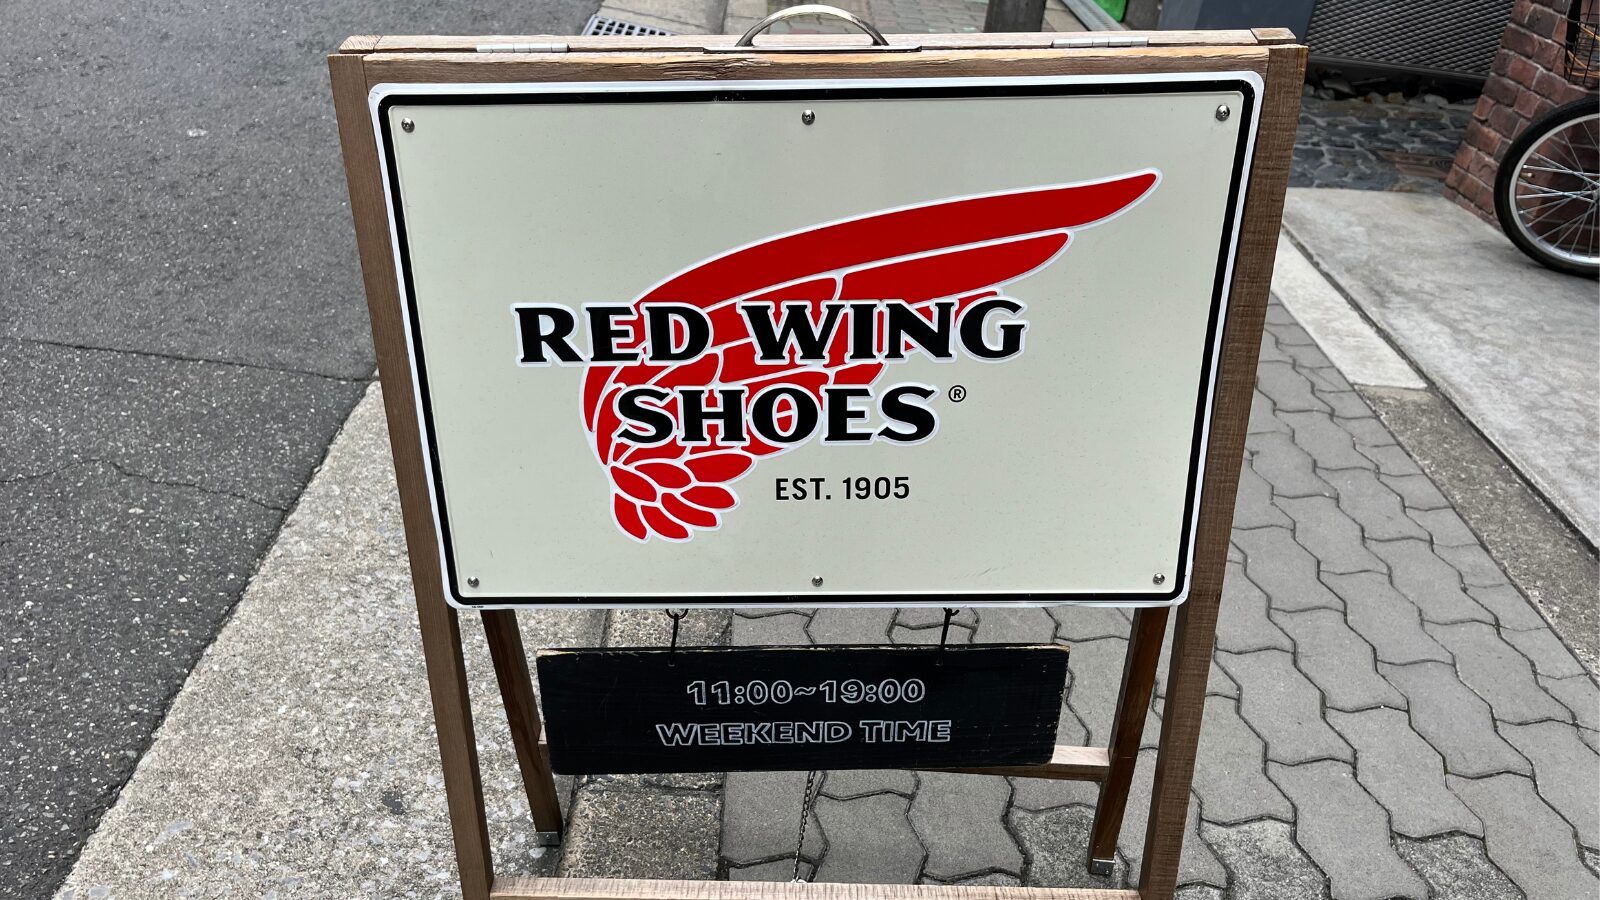 RED WING
SHOES®
EST. 1905
11:00~19:00
WEEKEND TIME